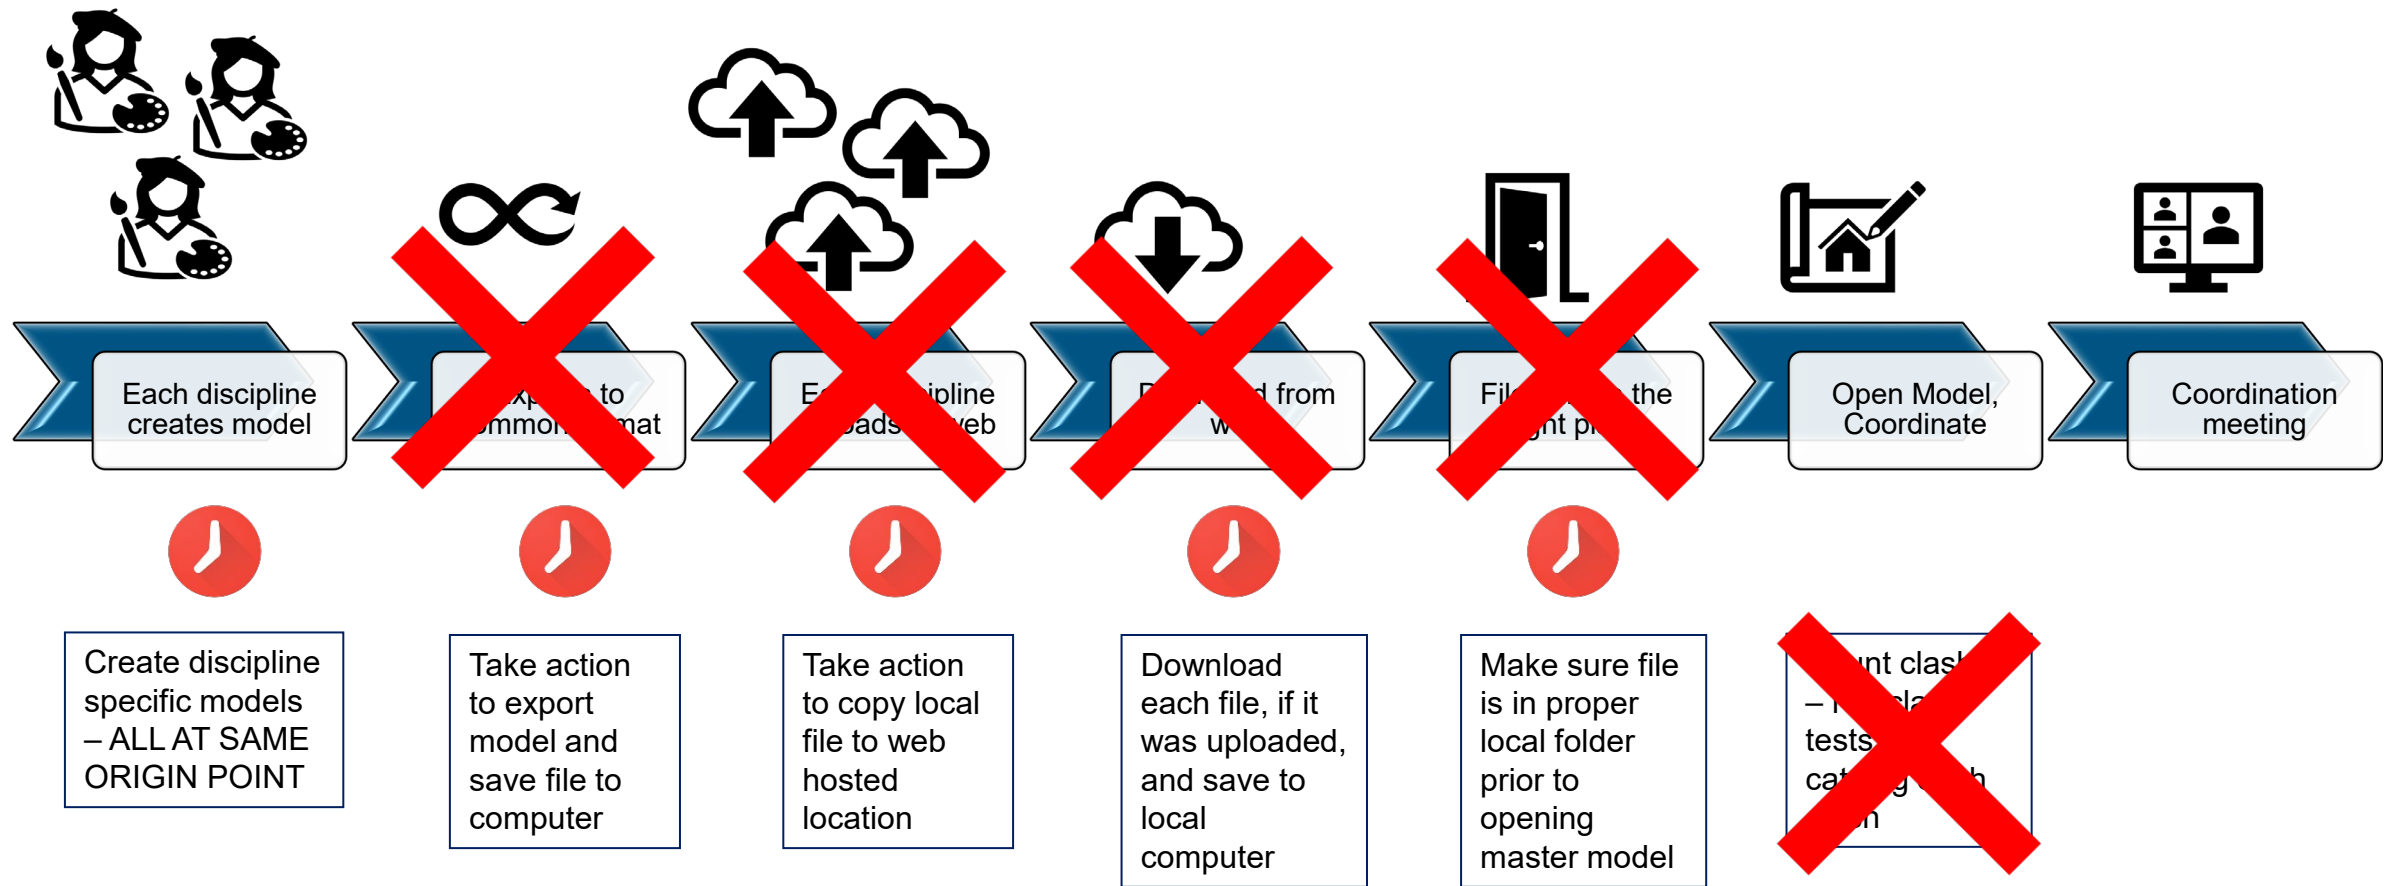 Each discipline
creates model
to
from
the
Open Model,
Coordinate
Coordination
meeting
Create discipline
specific models
– ALL AT SAME
ORIGIN POINT
Take action
to export
model and
save file to
computer
Take action
to copy local
file to web
hosted
location
Download
each file, if it
was uploaded,
and save to
local
computer
Make sure file
is in proper
local folder
prior to
opening
master model
–
tests